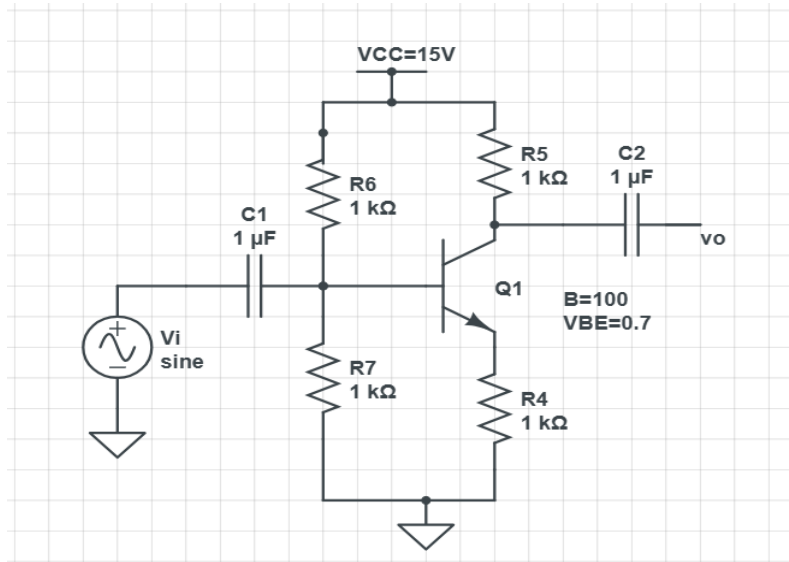 VCC=15V
R5
1 kΩ
C2
1 µF
R6
1 kΩ
C1
1 µF
vo
Q1
B=100
VBE=0.7
+
−
Vi
sine
R7
1 kΩ
R4
1 kΩ